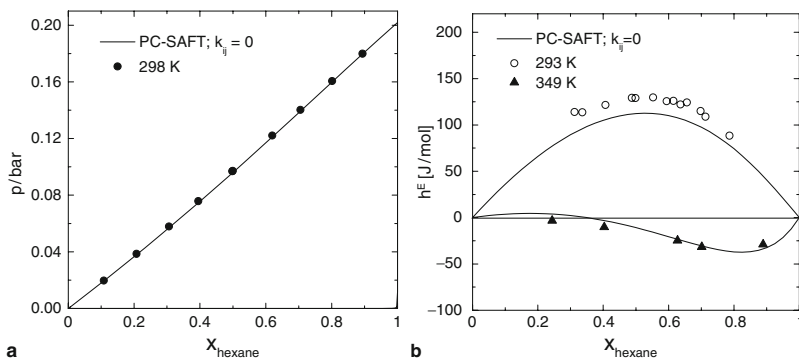 0.20
0.16
0.12
0.08
0.04
0.00
p/bar
PC-SAFT; k_ij = 0
298 K
0 0.2 0.4 0.6 0.8 1
x_hexane
a
200
150
100
50
0
−50
−100
h^E [J/mol]
PC-SAFT; k_ij=0
293 K
349 K
0 0.2 0.4 0.6 0.8 1
x_hexane
b